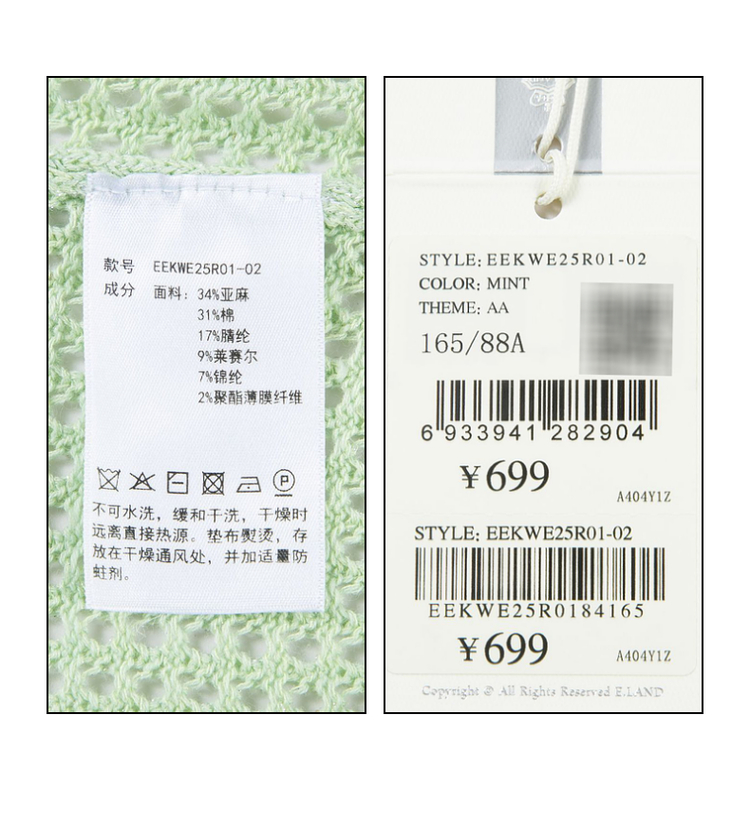 款号 EEKWE25R01-02
成分 面料：34%亚麻
31%棉
17%腈纶
9%莱赛尔
7%锦纶
2%聚酯薄膜纤维
P
不可水洗，缓和干洗，干燥时
远离直接热源。垫布熨烫，存
放在干燥通风处，并加适量防
蛀剂。
STYLE: EEKWE25R01-02
COLOR: MINT
THEME: AA
165/88A
6 933941 282904
¥699
A404Y1Z
STYLE: EEKWE25R01-02
EEKWE25R0184165
¥699
A404Y1Z
Copyright @ All Rights Reserved E.LAND